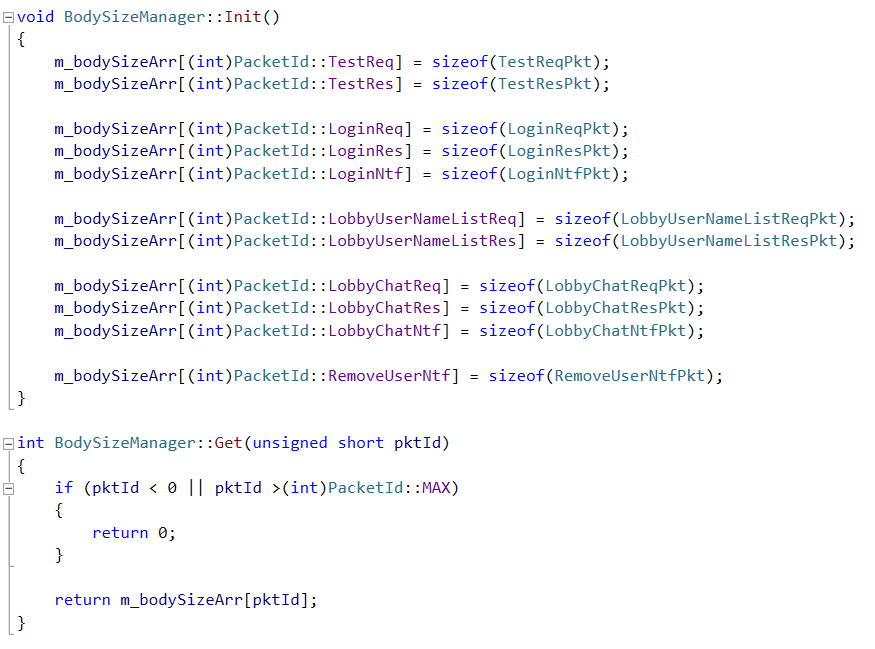 void BodySizeManager::Init()
{
    m_bodySizeArr[(int)PacketId::TestReq] = sizeof(TestReqPkt);
    m_bodySizeArr[(int)PacketId::TestRes] = sizeof(TestResPkt);

    m_bodySizeArr[(int)PacketId::LoginReq] = sizeof(LoginReqPkt);
    m_bodySizeArr[(int)PacketId::LoginRes] = sizeof(LoginResPkt);
    m_bodySizeArr[(int)PacketId::LoginNtf] = sizeof(LoginNtfPkt);

    m_bodySizeArr[(int)PacketId::LobbyUserNameListReq] = sizeof(LobbyUserNameListReqPkt);
    m_bodySizeArr[(int)PacketId::LobbyUserNameListRes] = sizeof(LobbyUserNameListResPkt);

    m_bodySizeArr[(int)PacketId::LobbyChatReq] = sizeof(LobbyChatReqPkt);
    m_bodySizeArr[(int)PacketId::LobbyChatRes] = sizeof(LobbyChatResPkt);
    m_bodySizeArr[(int)PacketId::LobbyChatNtf] = sizeof(LobbyChatNtfPkt);

    m_bodySizeArr[(int)PacketId::RemoveUserNtf] = sizeof(RemoveUserNtfPkt);
}

int BodySizeManager::Get(unsigned short pktId)
{
    if (pktId < 0 || pktId >(int)PacketId::MAX)
    {
        return 0;
    }

    return m_bodySizeArr[pktId];
}